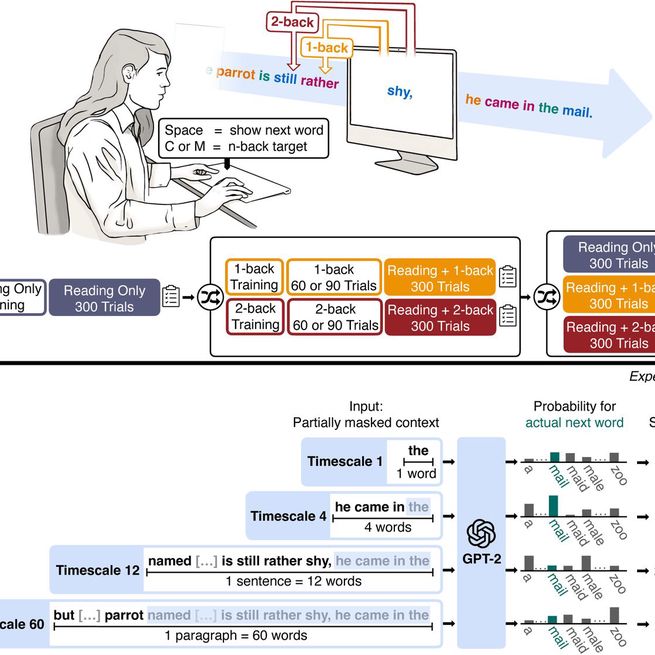 2-back
1-back
e parrot is still rather
shy,
he came in the mail.
Space = show next word
C or M = n-back target
ng Only
ning
Reading Only
300 Trials
1-back
Training
1-back
60 or 90 Trials
Reading + 1-back
300 Trials
2-back
Training
2-back
60 or 90 Trials
Reading + 2-back
300 Trials
Reading Only
300 Trials
Reading + 1-ba
300 Trials
Reading + 2-ba
300 Trials
Expe
Input:
Partially masked context
Probability for
actual next word
S
Timescale 1
the
1 word
Timescale 4
he came in the
4 words
Timescale 12
named [...] is still rather shy, he came in the
1 sentence = 12 words
cale 60
but [...] parrot named [...] is still rather shy, he came in the
1 paragraph = 60 words
GPT-2
a ... mail maid male ... zoo
a ... mail maid male ... zoo
a ... mail maid male ... zoo
a ... mail maid male ... zoo